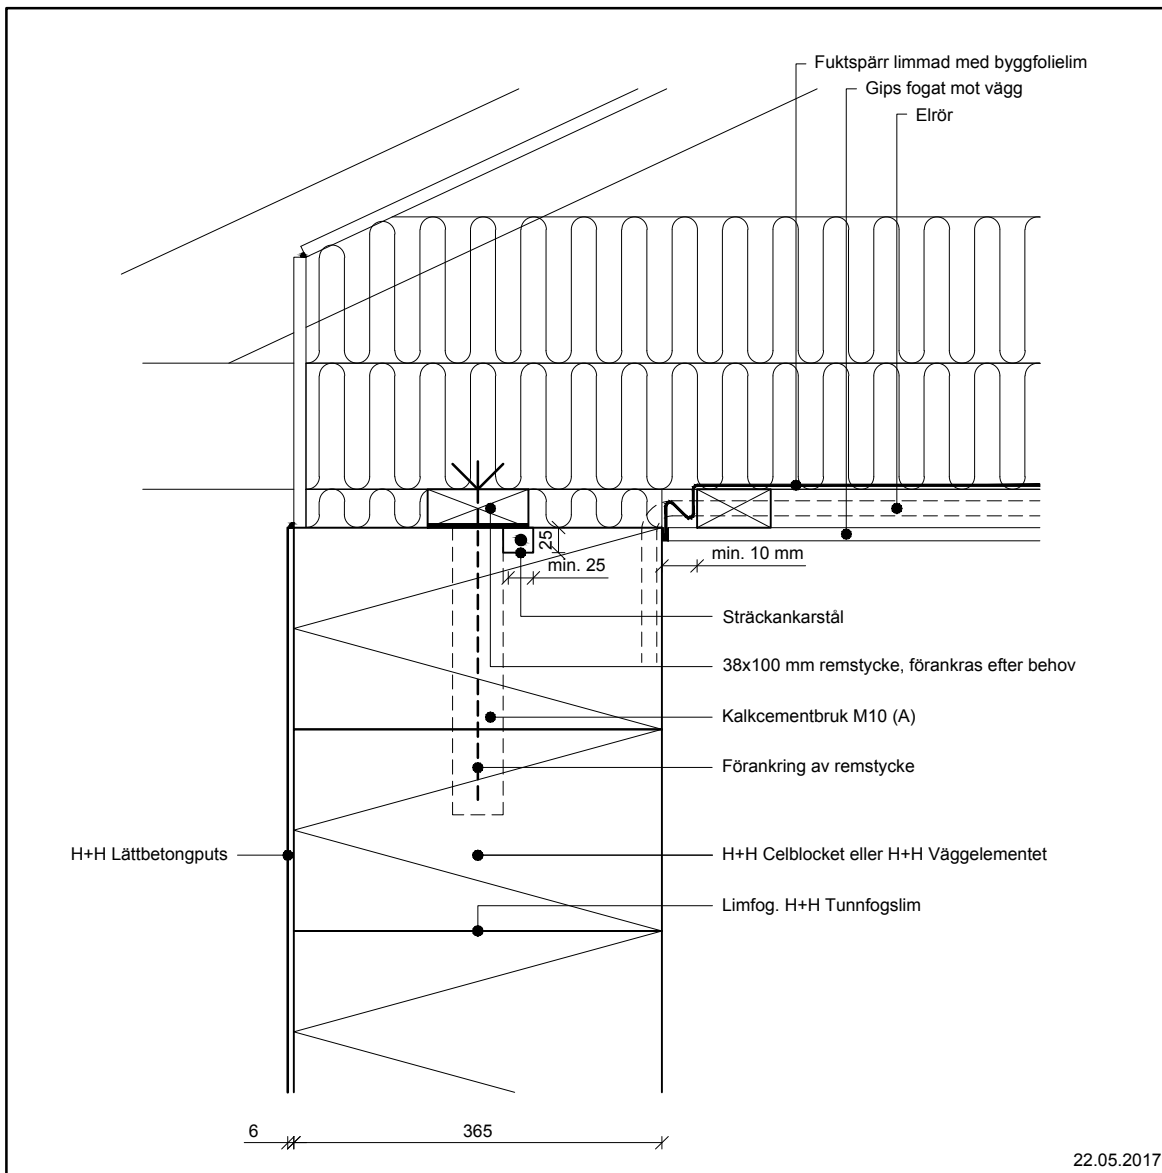 Fuktspärr limmad med byggfolielim
Gips fogat mot vägg
Elrör
25
min. 25
min. 10 mm
Sträckankarstål
38x100 mm remstycke, förankras efter behov
Kalkcementbruk M10 (A)
Förankring av remstycke
H+H Lättbetongputs
H+H Celblocket eller H+H Väggelementet
Limfog. H+H Tunnfogslim
6
365
22.05.2017